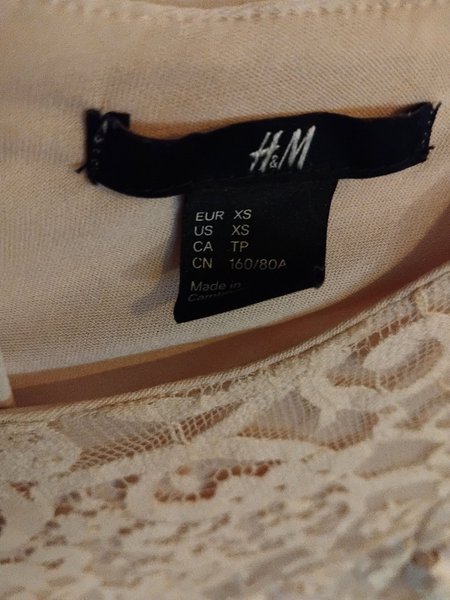 H&M
EUR XS
US XS
CA TP
CN 160/80A
Made in